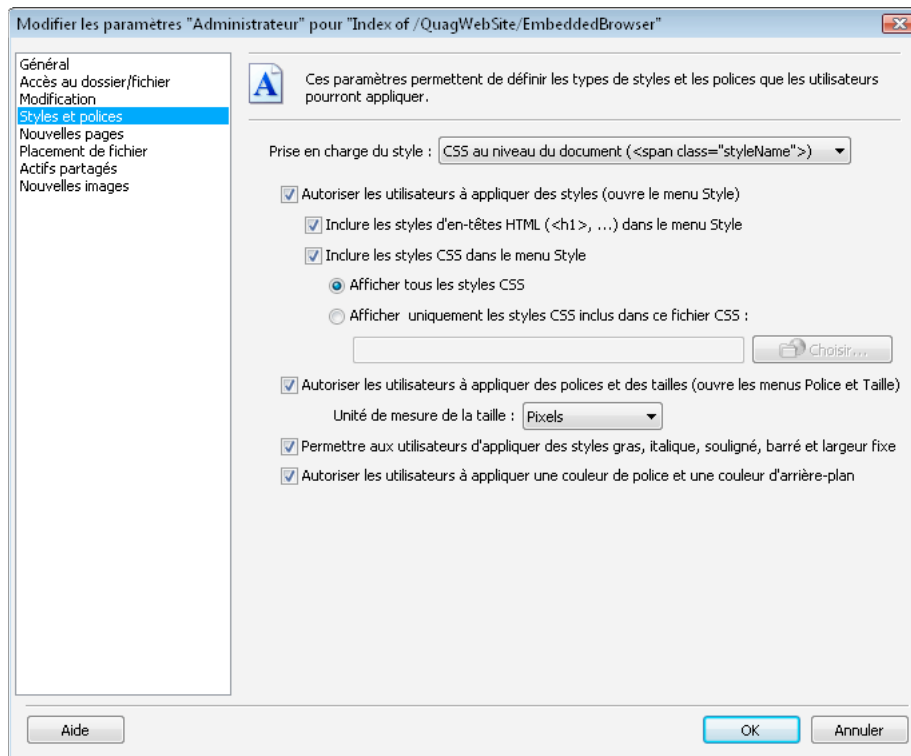 Modifier les paramètres "Administrateur" pour "Index of /QuagWebSite/EmbeddedBrowser"
Général
Accès au dossier/fichier
Modification
Styles et polices
Nouvelles pages
Placement de fichier
Actifs partagés
Nouvelles images
Ces paramètres permettent de définir les types de styles et les polices que les utilisateurs
pourront appliquer.
Prise en charge du style : CSS au niveau du document (<span class="styleName">)
Autoriser les utilisateurs à appliquer des styles (ouvre le menu Style)
Inclure les styles d'en-têtes HTML (<h1>, ...) dans le menu Style
Inclure les styles CSS dans le menu Style
Afficher tous les styles CSS
Afficher uniquement les styles CSS inclus dans ce fichier CSS :
Choisir...
Autoriser les utilisateurs à appliquer des polices et des tailles (ouvre les menus Police et Taille)
Unité de mesure de la taille : Pixels
Permettre aux utilisateurs d'appliquer des styles gras, italique, souligné, barré et largeur fixe
Autoriser les utilisateurs à appliquer une couleur de police et une couleur d'arrière-plan
Aide OK Annuler